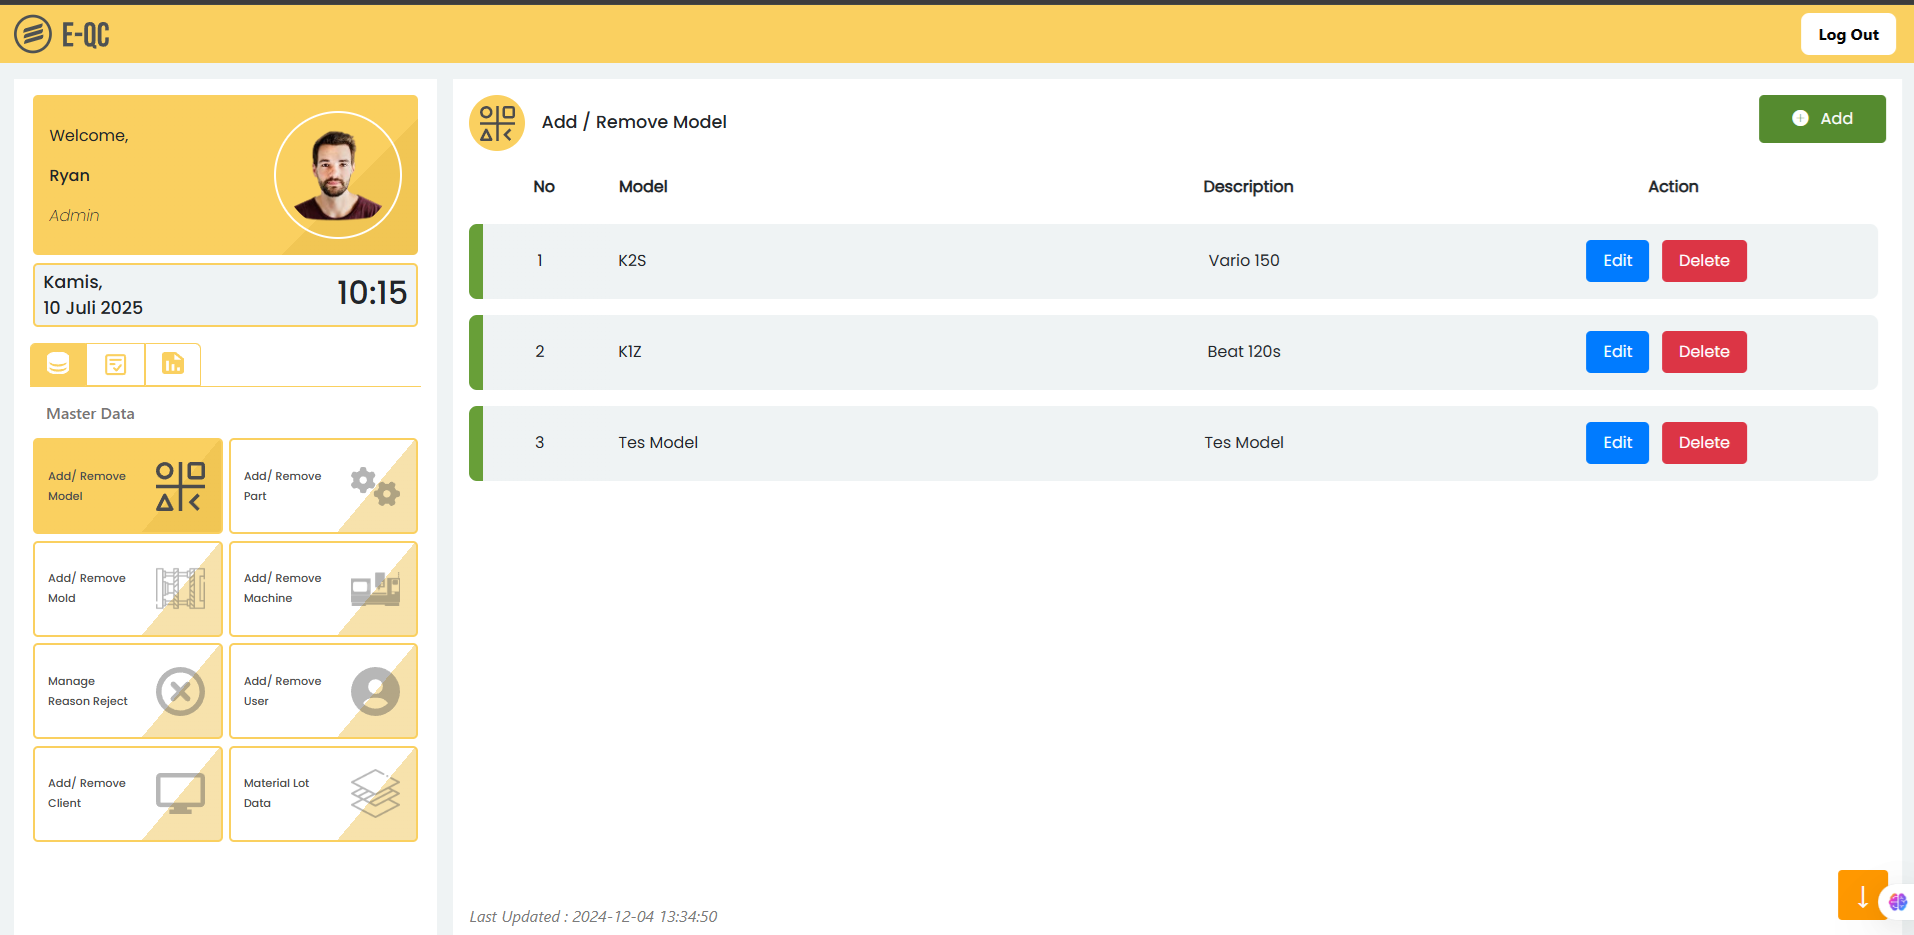 E-QC
Log Out
Welcome,
Ryan
Admin
Kamis,
10 Juli 2025
10:15
Master Data
Add/ Remove
Model
Add/ Remove
Part
Add/ Remove
Mold
Add/ Remove
Machine
Manage
Reason Reject
Add/ Remove
User
Add/ Remove
Client
Material Lot
Data
Add / Remove Model
Add
No Model Description Action
1 K2S Vario 150 Edit Delete
2 K1Z Beat 120s Edit Delete
3 Tes Model Tes Model Edit Delete
Last Updated : 2024-12-04 13:34:50